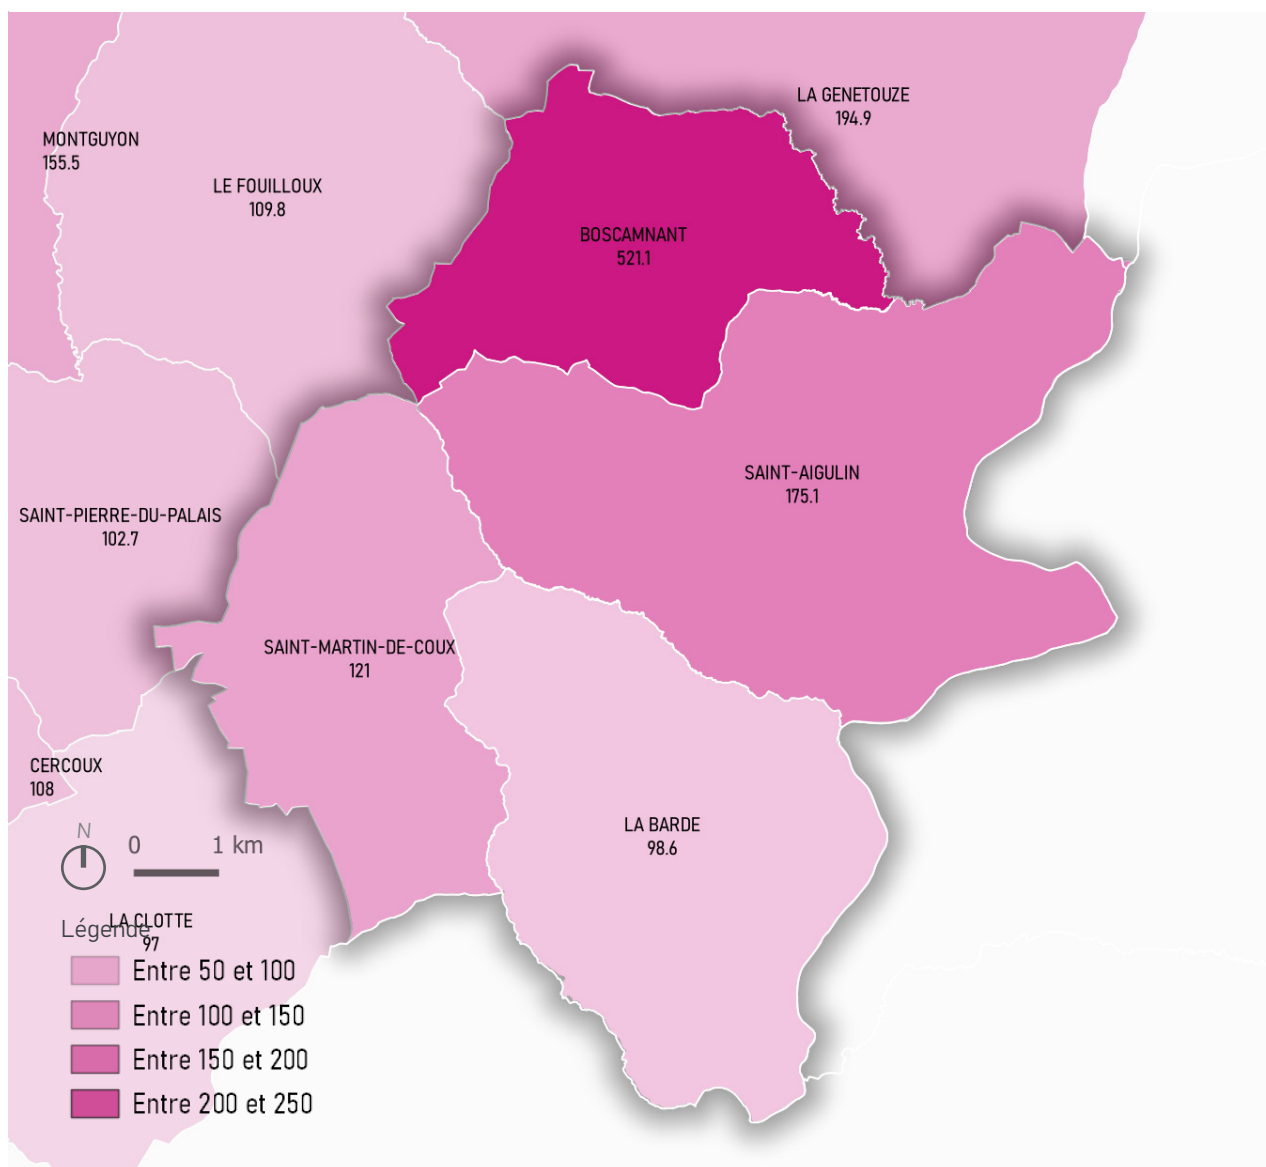 LA GENETOUZE
194.9
MONTGUYON
155.5
LE FOUILLOUX
109.8
BOSCAMNANT
521.1
SAINT-AIGULIN
175.1
SAINT-PIERRE-DU-PALAIS
102.7
SAINT-MARTIN-DE-COUX
121
CERCOUX
108
LA BARDE
98.6
N
0 1 km
LA CLOTTE
97
Légende
Entre 50 et 100
Entre 100 et 150
Entre 150 et 200
Entre 200 et 250